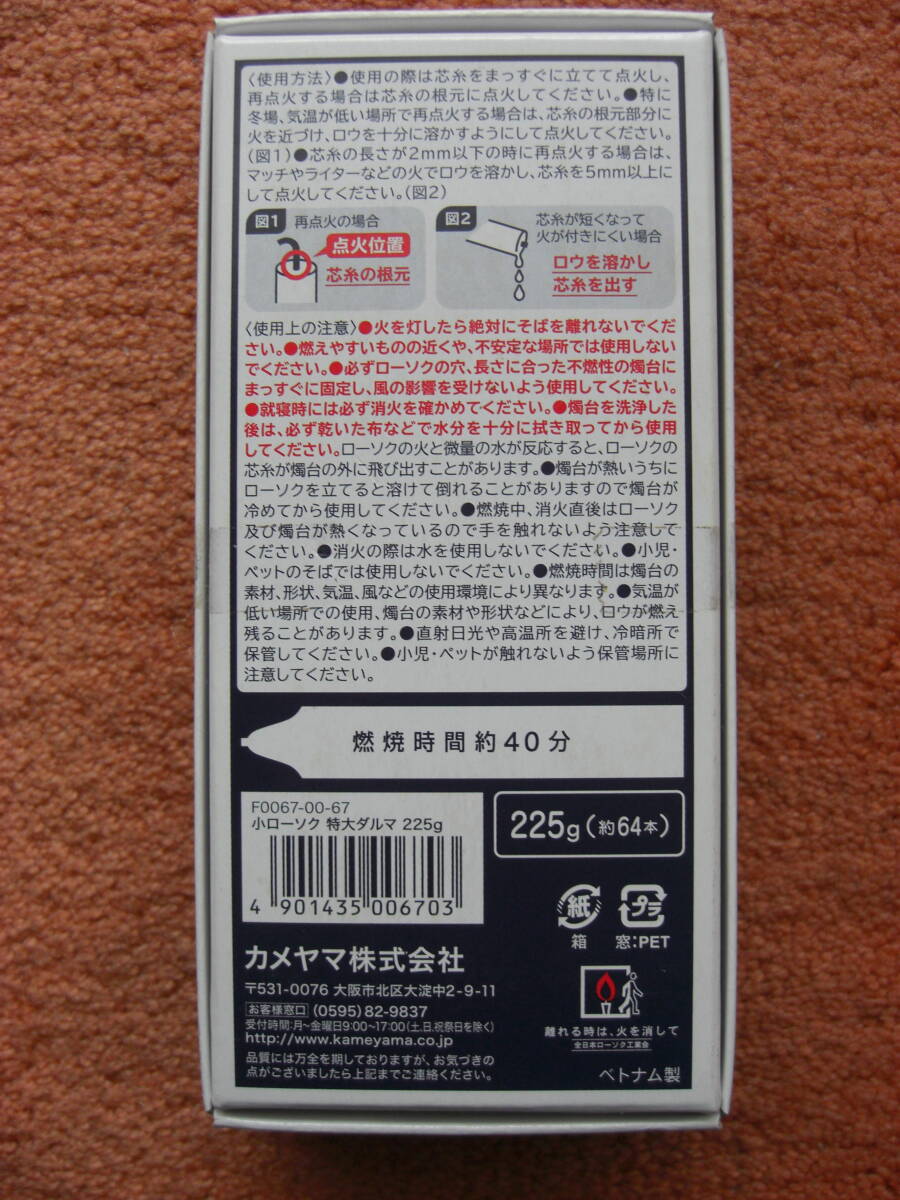 〈使用方法〉●使用の際は芯糸をまっすぐに立てて点火し、
再点火する場合は芯糸の根元に点火してください。●特に
冬場、気温が低い場所で再点火する場合は、芯糸の根元部分に
火を近づけ、ロウを十分に溶かすようにして点火してください。
(図1)●芯糸の長さが2mm以下の時に再点火する場合は、
マッチやライターなどの火でロウを溶かし、芯糸を5mm以上に
して点火してください。(図2)
図1 再点火の場合
点火位置
芯糸の根元
図2 芯糸が短くなって
火が付きにくい場合
ロウを溶かし
芯糸を出す
〈使用上の注意〉●火を灯したら絶対にそばを離れないでくだ
さい。●燃えやすいものの近くや、不安定な場所では使用しない
でください。●必ずローソクの穴、長さに合った不燃性の燭台に
まっすぐに固定し、風の影響を受けないよう使用してください。
●就寝時には必ず消火を確かめてください。●燭台を洗浄した
後は、必ず乾いた布などで水分を十分に拭き取ってから使用
してください。ローソクの火と微量の水が反応すると、ローソクの
芯糸が燭台の外に飛び出すことがあります。●燭台が熱いうちに
ローソクを立てると溶けて倒れることがありますので燭台が
冷めてから使用してください。●燃焼中、消火直後はローソク
及び燭台が熱くなっているので手を触れないよう注意して
ください。●消火の際は水を使用しないでください。●小児・
ペットのそばでは使用しないでください。●燃焼時間は燭台の
素材、形状、気温、風などの使用環境により異なります。●気温が
低い場所での使用、燭台の素材や形状などにより、ロウが燃え
残ることがあります。●直射日光や高温所を避け、冷暗所で
保管してください。●小児・ペットが触れないよう保管場所に
注意してください。
燃焼時間約40分
F0067-00-67
小ローソク 特大ダルマ 225g
4 901435 006703
225g(約64本)
紙
箱
プラ
窓:PET
カメヤマ株式会社
〒531-0076 大阪市北区大淀中2-9-11
お客様窓口 (0595)82-9837
受付時間:月~金曜日9:00~17:00(土、日、祝祭日を除く)
http://www.kameyama.co.jp
品質には万全を期しておりますが、お気づきの
点がございましたら上記までご連絡ください。
離れる時は、火を消して
全日本ローソク工業会
ベトナム製